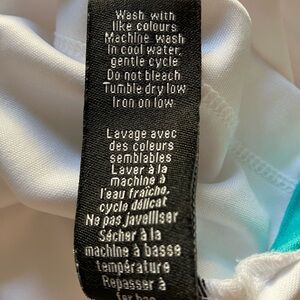 Wash with
like colours
Machine wash
in cool water,
gentle cycle
Do not bleach
Tumble dry low
Iron on low
Lavage avec
des couleurs
semblables
Laver à la
machine à
l'eau fraîche,
cycle délicat
Ne pas javelliser
Sécher à la
machine à basse
température
Repasser à
fer bas